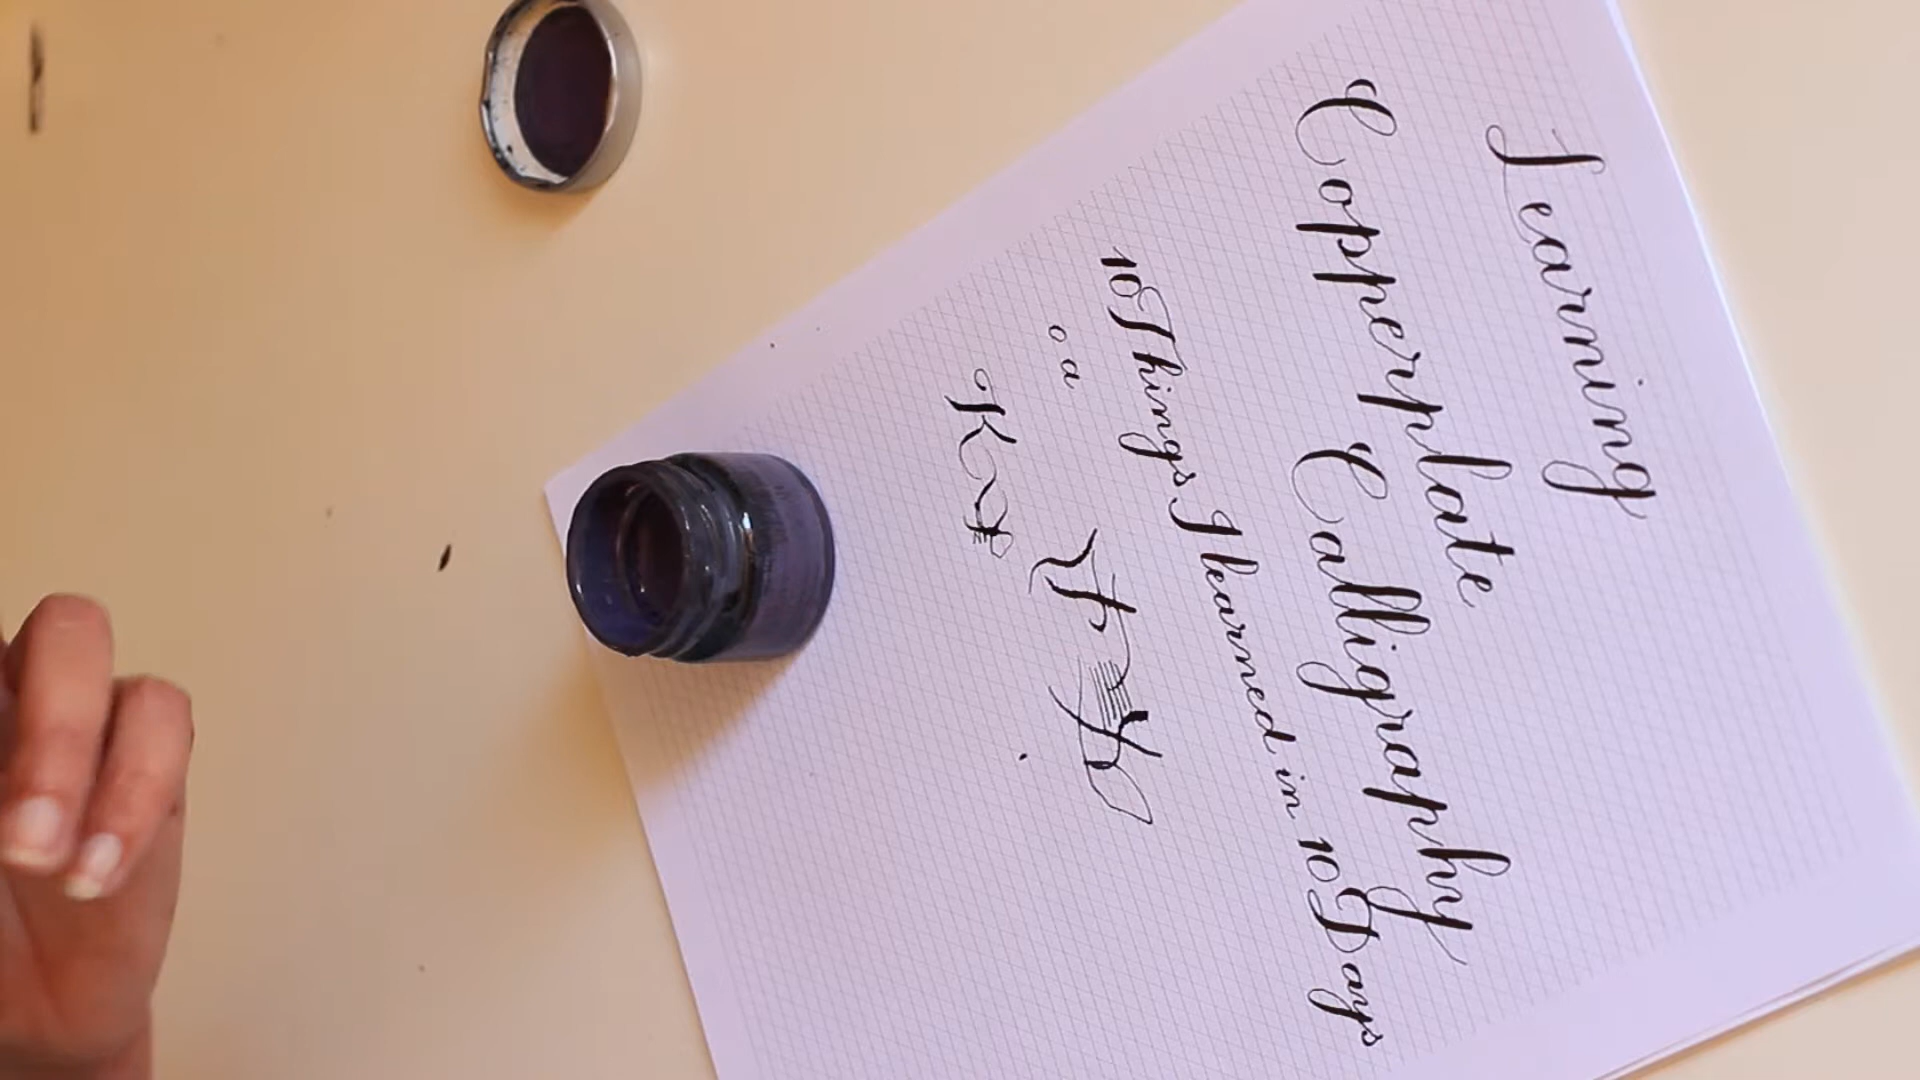 Learning
Copperplate
Calligraphy
10 Things I learned in 10 Days
o a
K